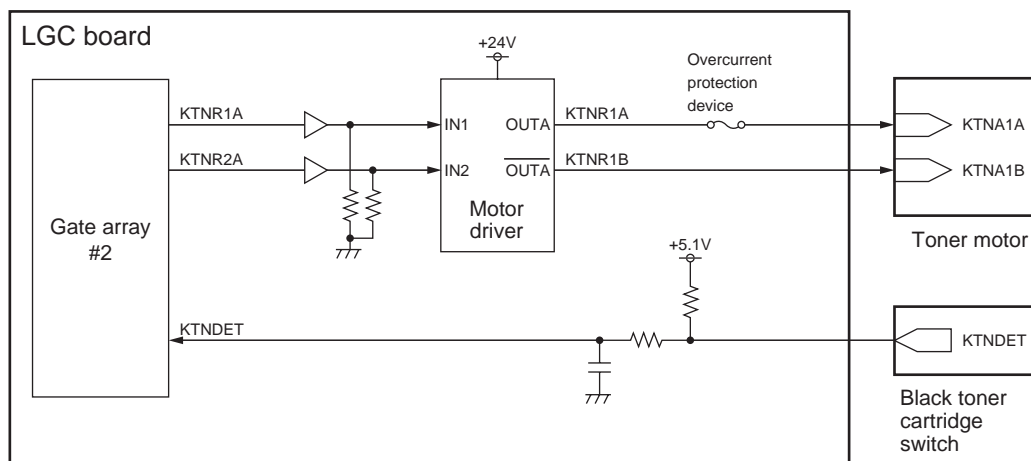 LGC board
+24V
Overcurrent
protection
device
KTNR1A
IN1
OUTA
KTNR1A
KTNA1A
KTNR2A
IN2
OUTA
KTNR1B
KTNA1B
Motor
driver
Gate array
#2
Toner motor
+5.1V
KTNDET
KTNDET
Black toner
cartridge
switch